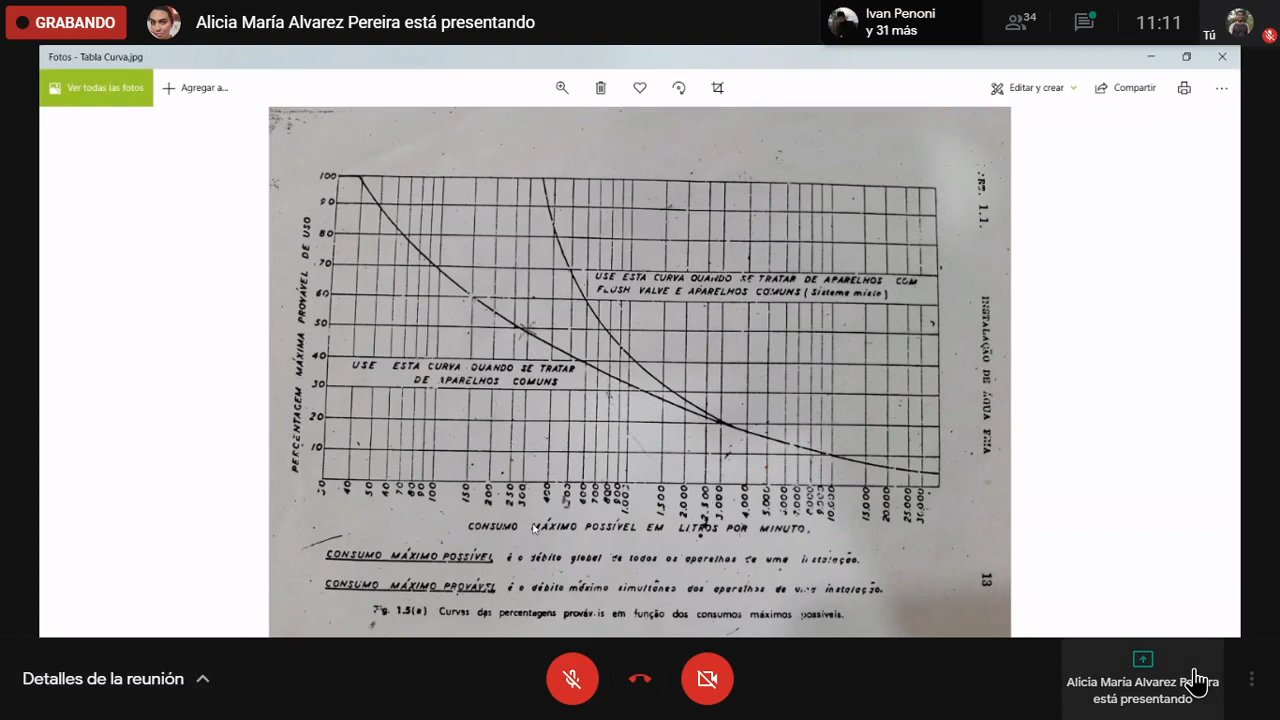 GRABANDO
Alicia María Alvarez Pereira está presentando
Ivan Penoni
y 31 más
34
11:11
Tú
Fotos - Tabla Curva.jpg
Ver todas las fotos
Agregar a...
Editar y crear
Compartir
INSTALAÇÃO DE ÁGUA FRIA
13
PERCENTAGEM MÁXIMA PROVÁVEL DE USO
100
90
80
70
60
50
40
30
20
10
USE ESTA CURVA QUANDO SE TRATAR DE APARELHOS COM
FLUSH VALVE E APARELHOS COMUNS (Sistema misto)
USE ESTA CURVA QUANDO SE TRATAR
DE APARELHOS COMUNS
40 50 60 70 80 90 100 150 200 250 300 400 500 600 700 800 900 1.000 1.500 2.000 2.500 3.000 4.000 5.000 6.000 7.000 8.000 9.000 10.000 15.000 20.000 25.000 30.000
CONSUMO MÁXIMO POSSÍVEL EM LITROS POR MINUTO.
CONSUMO MÁXIMO POSSÍVEL é o débito global de todos os aparelhos de uma instalação.
CONSUMO MÁXIMO PROVÁVEL é o débito máximo simultâneo dos aparelhos de uma instalação.
Fig. 1.5(e) Curvas das percentagens prováveis em função dos consumos máximos possíveis.
Detalles de la reunión
Alicia María Alvarez Pereira
está presentando